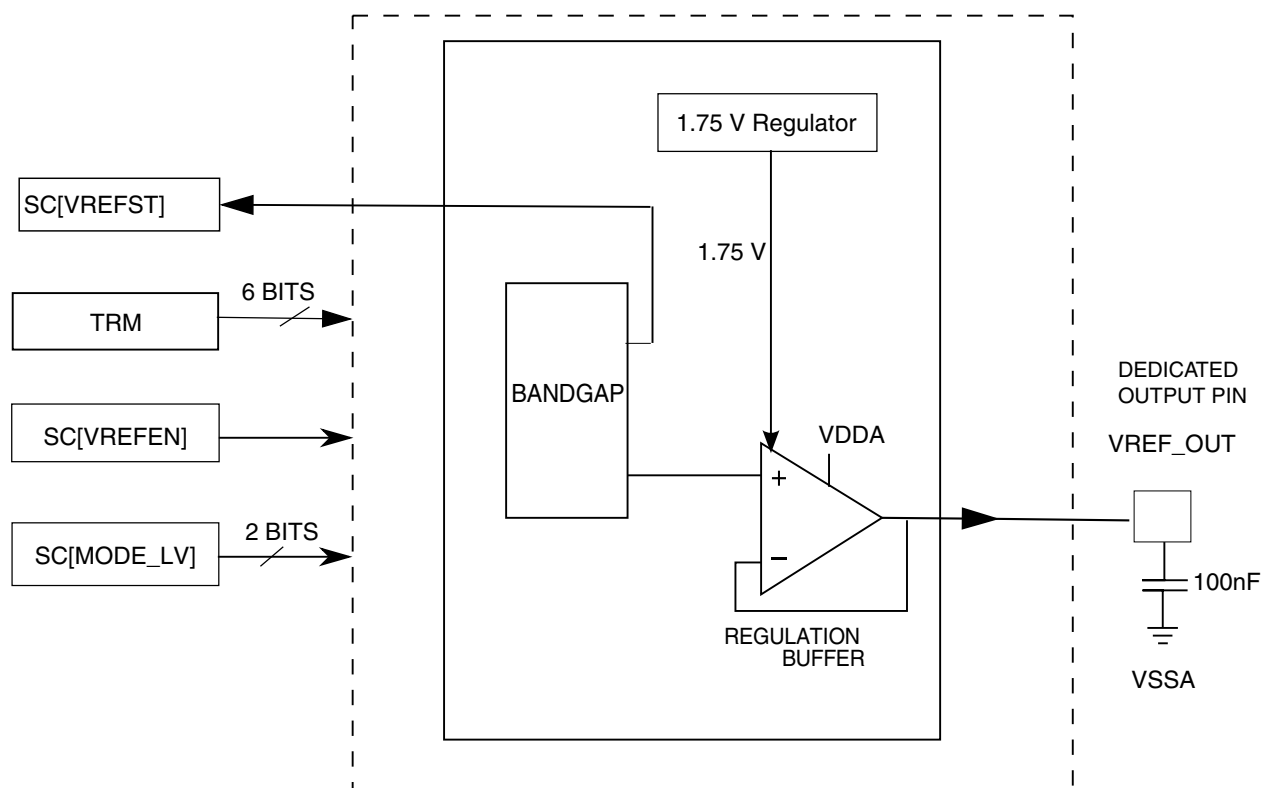 1.75 V Regulator
SC[VREFST]
1.75 V
6 BITS
TRM
BANDGAP
DEDICATED
OUTPUT PIN
SC[VREFEN]
VDDA
VREF_OUT
+
2 BITS
SC[MODE_LV]
−
100nF
REGULATION
BUFFER
VSSA